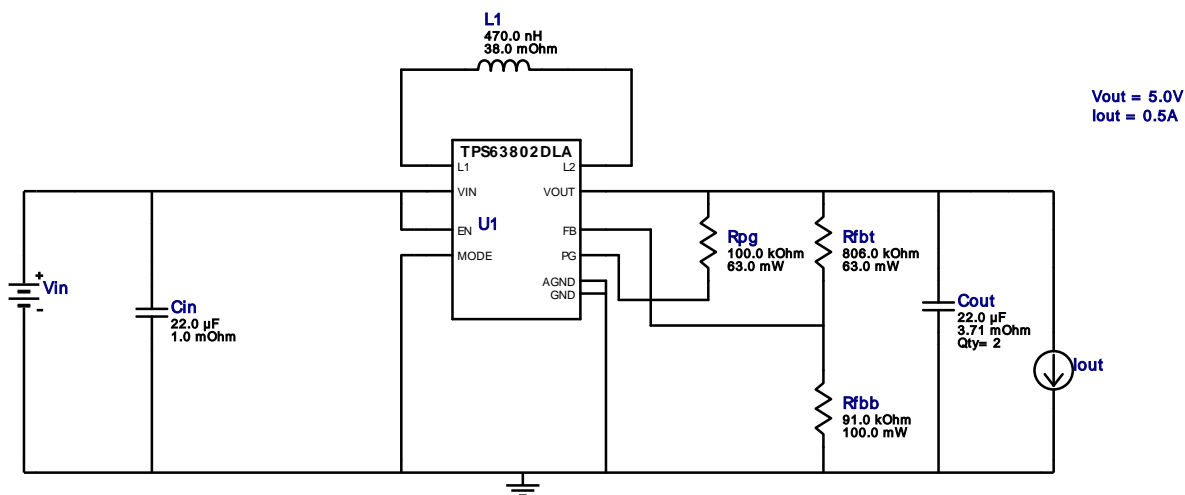 L1
470.0 nH
38.0 mOhm
Vout = 5.0V
Iout = 0.5A
TPS63802DLA
L1
L2
VIN
VOUT
U1
EN
FB
MODE
PG
AGND
GND
Rpg
100.0 kOhm
63.0 mW
Rfbt
806.0 kOhm
63.0 mW
+
Vin
-
Cin
22.0 µF
1.0 mOhm
Cout
22.0 µF
3.71 mOhm
Qty= 2
Iout
Rfbb
91.0 kOhm
100.0 mW